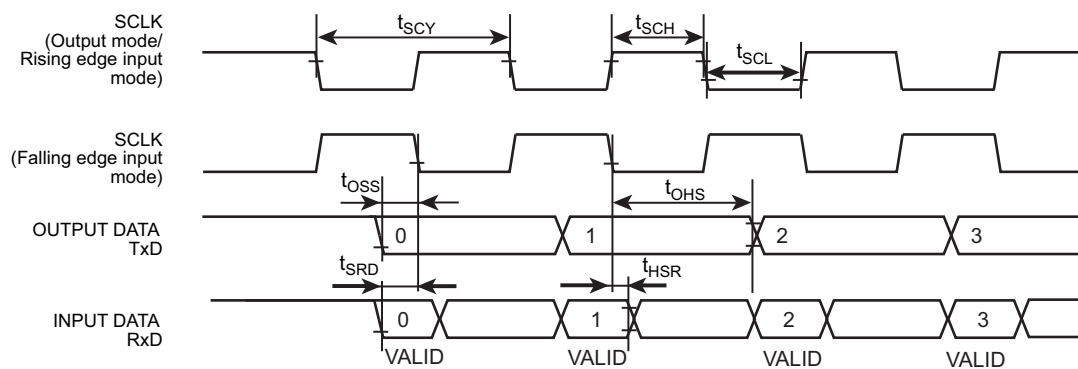 SCLK
(Output mode/
Rising edge input
mode)
tSCY
tSCH
tSCL
SCLK
(Falling edge input
mode)
tOSS
tOHS
OUTPUT DATA
TxD
0
1
2
3
tSRD
tHSR
INPUT DATA
RxD
0
1
2
3
VALID
VALID
VALID
VALID